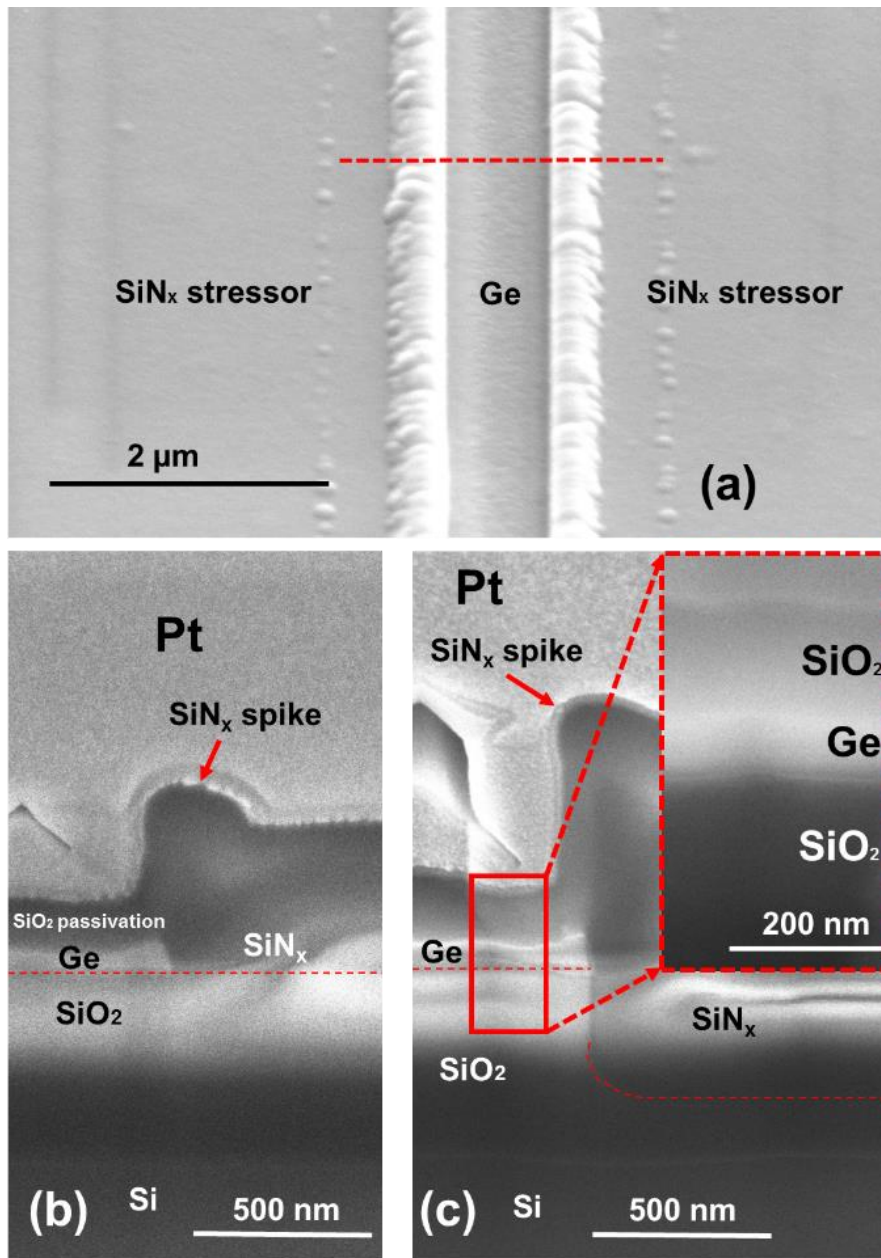 SiNₓ stressor
Ge
SiNₓ stressor
2 μm
(a)
Pt
SiNₓ spike
SiO₂ passivation
Ge
SiNₓ
SiO₂
(b)
Si
500 nm
Pt
SiNₓ spike
Ge
SiO₂
SiNₓ
(c)
Si
500 nm
SiO₂
Ge
SiO₂
200 nm